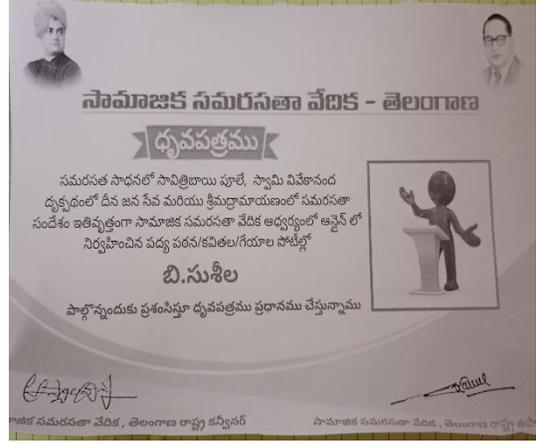 సామాజిక సమరసతా వేదిక - తెలంగాణ
ధృవపత్రము
సమరసత సాధనలో సావిత్రిబాయి పూలే, స్వామి వివేకానంద
దృక్పథంలో దీన జన సేవ మరియు శ్రీమద్రామాయణంలో సమరసతా
సందేశం ఇతివృత్తంగా సామాజిక సమరసతా వేదిక ఆధ్వర్యంలో ఆన్లైన్ లో
నిర్వహించిన పద్య పఠన/కవితల/గేయాల పోటీల్లో
బి.సుశీల
పాల్గొన్నందుకు ప్రశంసిస్తూ ధృవపత్రము ప్రధానము చేస్తున్నాము
సమరసతా వేదిక , తెలంగాణ రాష్ట్ర కన్వీనర్
సామాజిక సమరసతా వేదిక , తెలంగాణ రాష్ట్ర